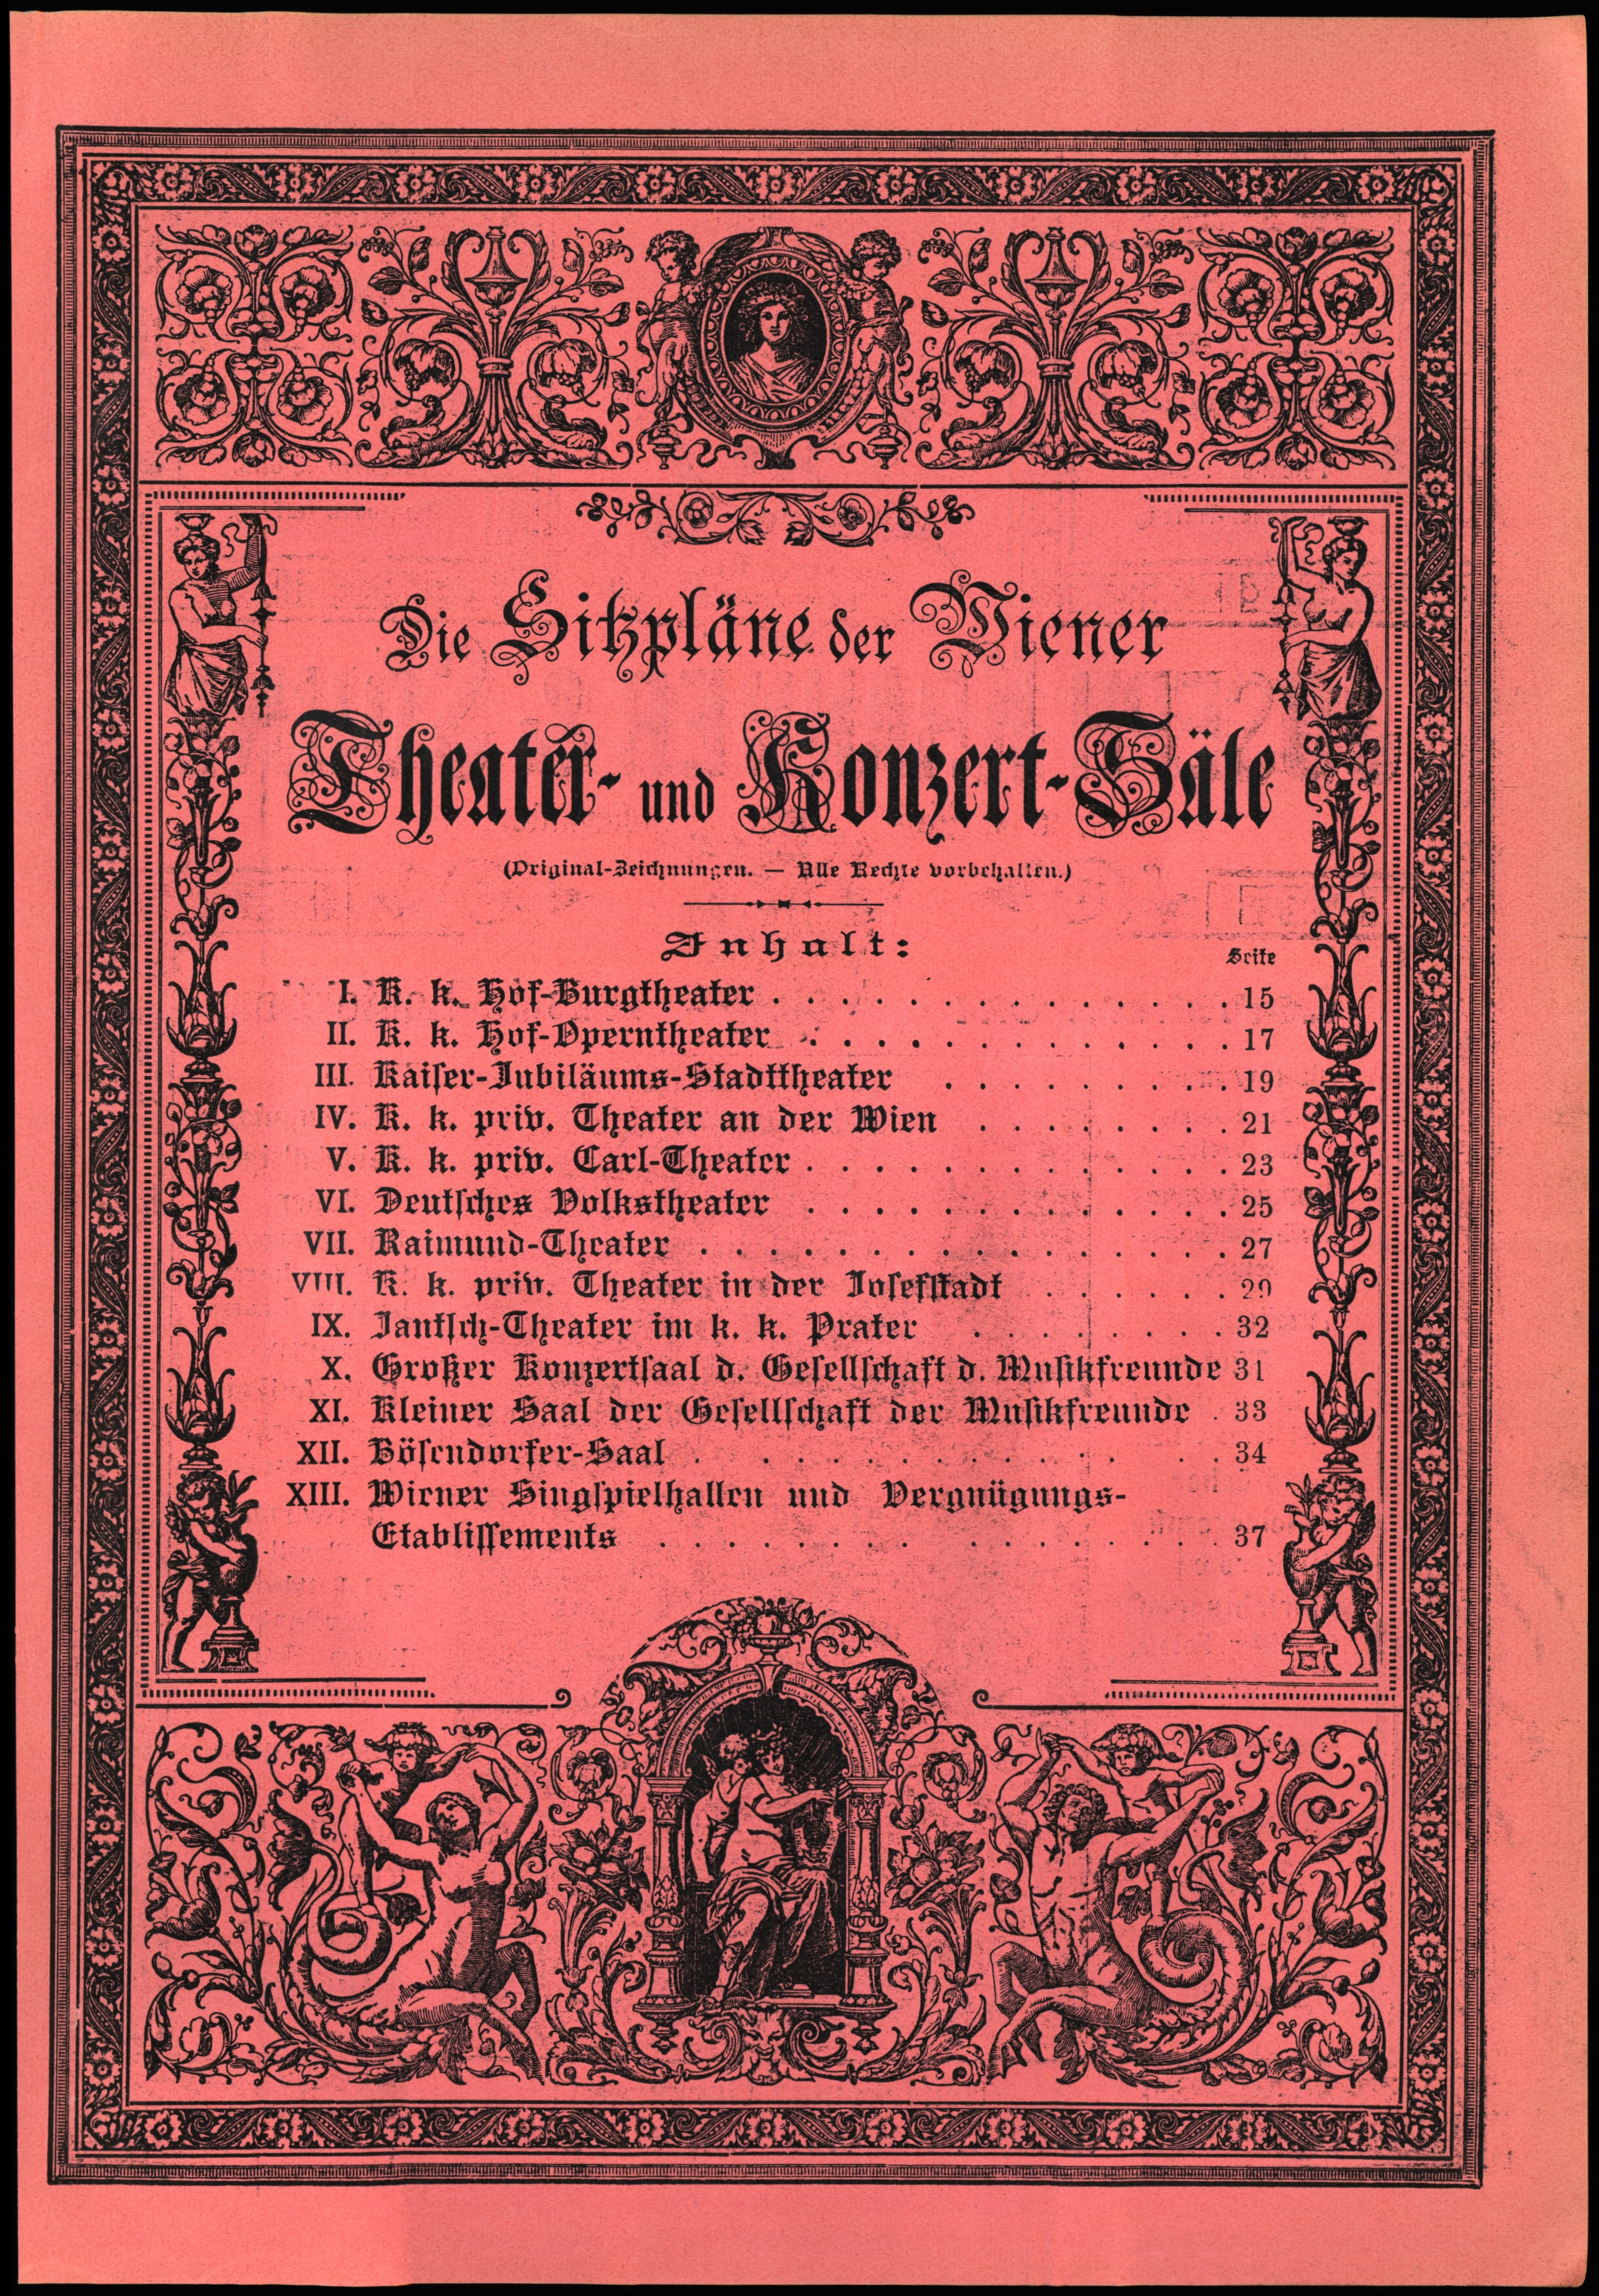 Die Sitzpläne der Wiener
Theater- und Konzert-Säle
(Original-Zeichnungen. — Alle Rechte vorbehalten.)
Inhalt:
Seite
I. K. k. Hof-Burgtheater . . . . . . . . . . . . . . 15
II. K. k. Hof-Operntheater . . . . . . . . . . . . . 17
III. Kaiser-Jubiläums-Stadttheater . . . . . . . . . 19
IV. K. k. priv. Theater an der Wien . . . . . . . . 21
V. K. k. priv. Carl-Theater . . . . . . . . . . . . . 23
VI. Deutsches Volkstheater . . . . . . . . . . . . . 25
VII. Raimund-Theater . . . . . . . . . . . . . . . . 27
VIII. K. k. priv. Theater in der Josefstadt . . . . . . 29
IX. Jantsch-Theater im k. k. Prater . . . . . . . . 32
X. Großer Konzertsaal d. Gesellschaft d. Musikfreunde 31
XI. Kleiner Saal der Gesellschaft der Musikfreunde . 33
XII. Bösendorfer-Saal . . . . . . . . . . . . . . . 34
XIII. Wiener Singspielhallen und Vergnügungs-
Etablissements . . . . . . . . . . . . . . . . 37